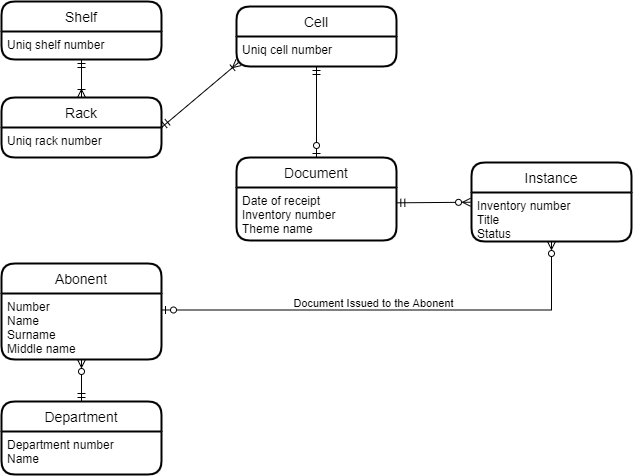 Shelf
Uniq shelf number
Cell
Uniq cell number
Rack
Uniq rack number
Document
Date of receipt
Inventory number
Theme name
Instance
Inventory number
Title
Status
Abonent
Number
Name
Surname
Middle name
Document Issued to the Abonent
Department
Department number
Name